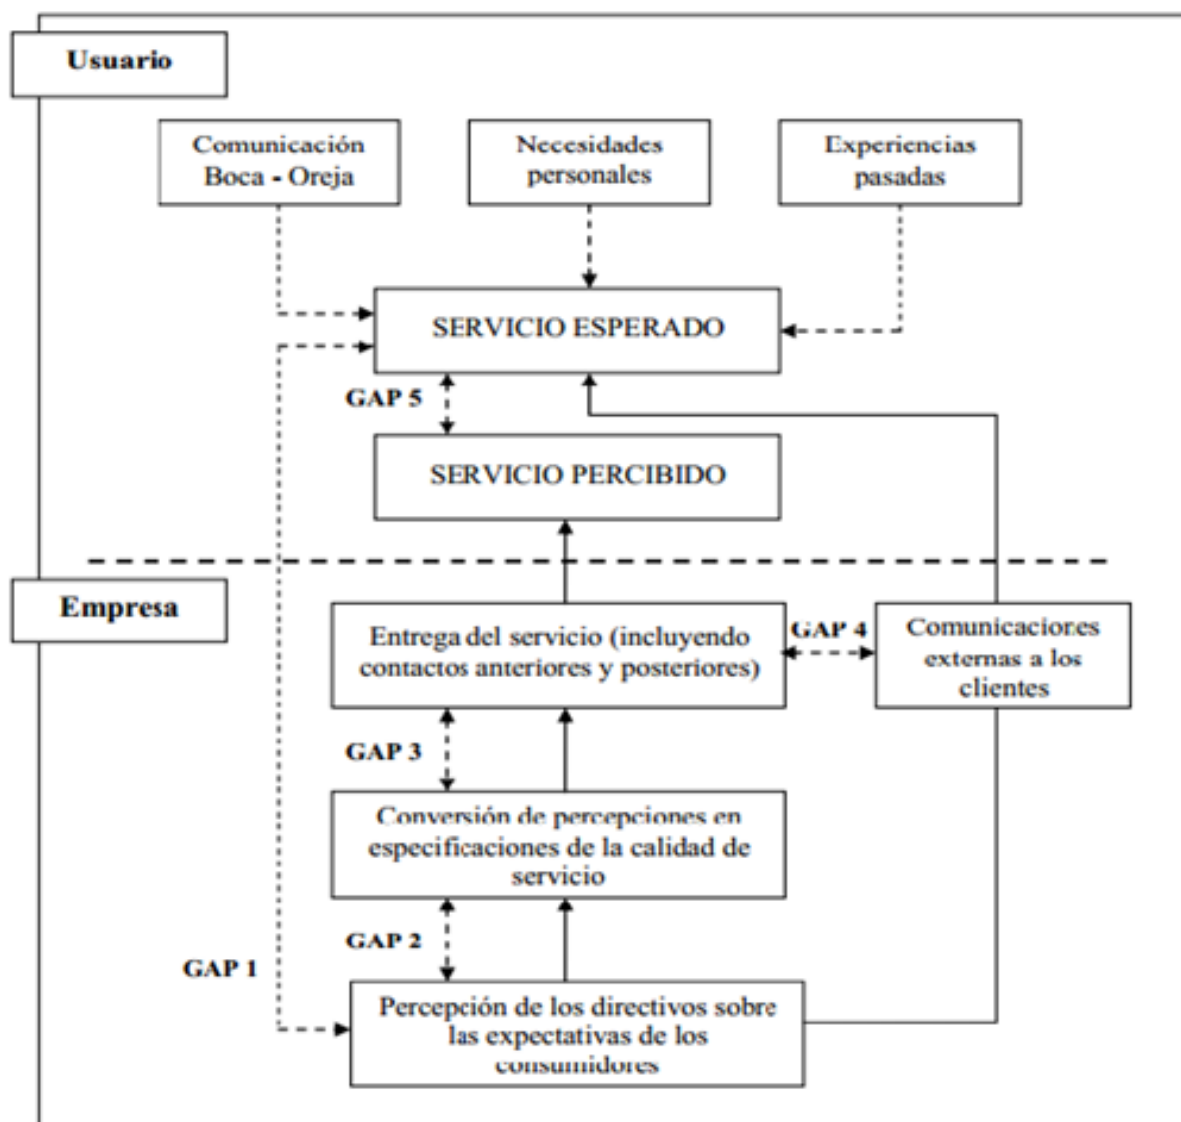 Usuario
Comunicación
Boca - Oreja
Necesidades
personales
Experiencias
pasadas
SERVICIO ESPERADO
GAP 5
SERVICIO PERCIBIDO
Empresa
Entrega del servicio (incluyendo
contactos anteriores y posteriores)
GAP 4
Comunicaciones
externas a los
clientes
GAP 3
Conversión de percepciones en
especificaciones de la calidad de
servicio
GAP 2
GAP 1
Percepción de los directivos sobre
las expectativas de los
consumidores